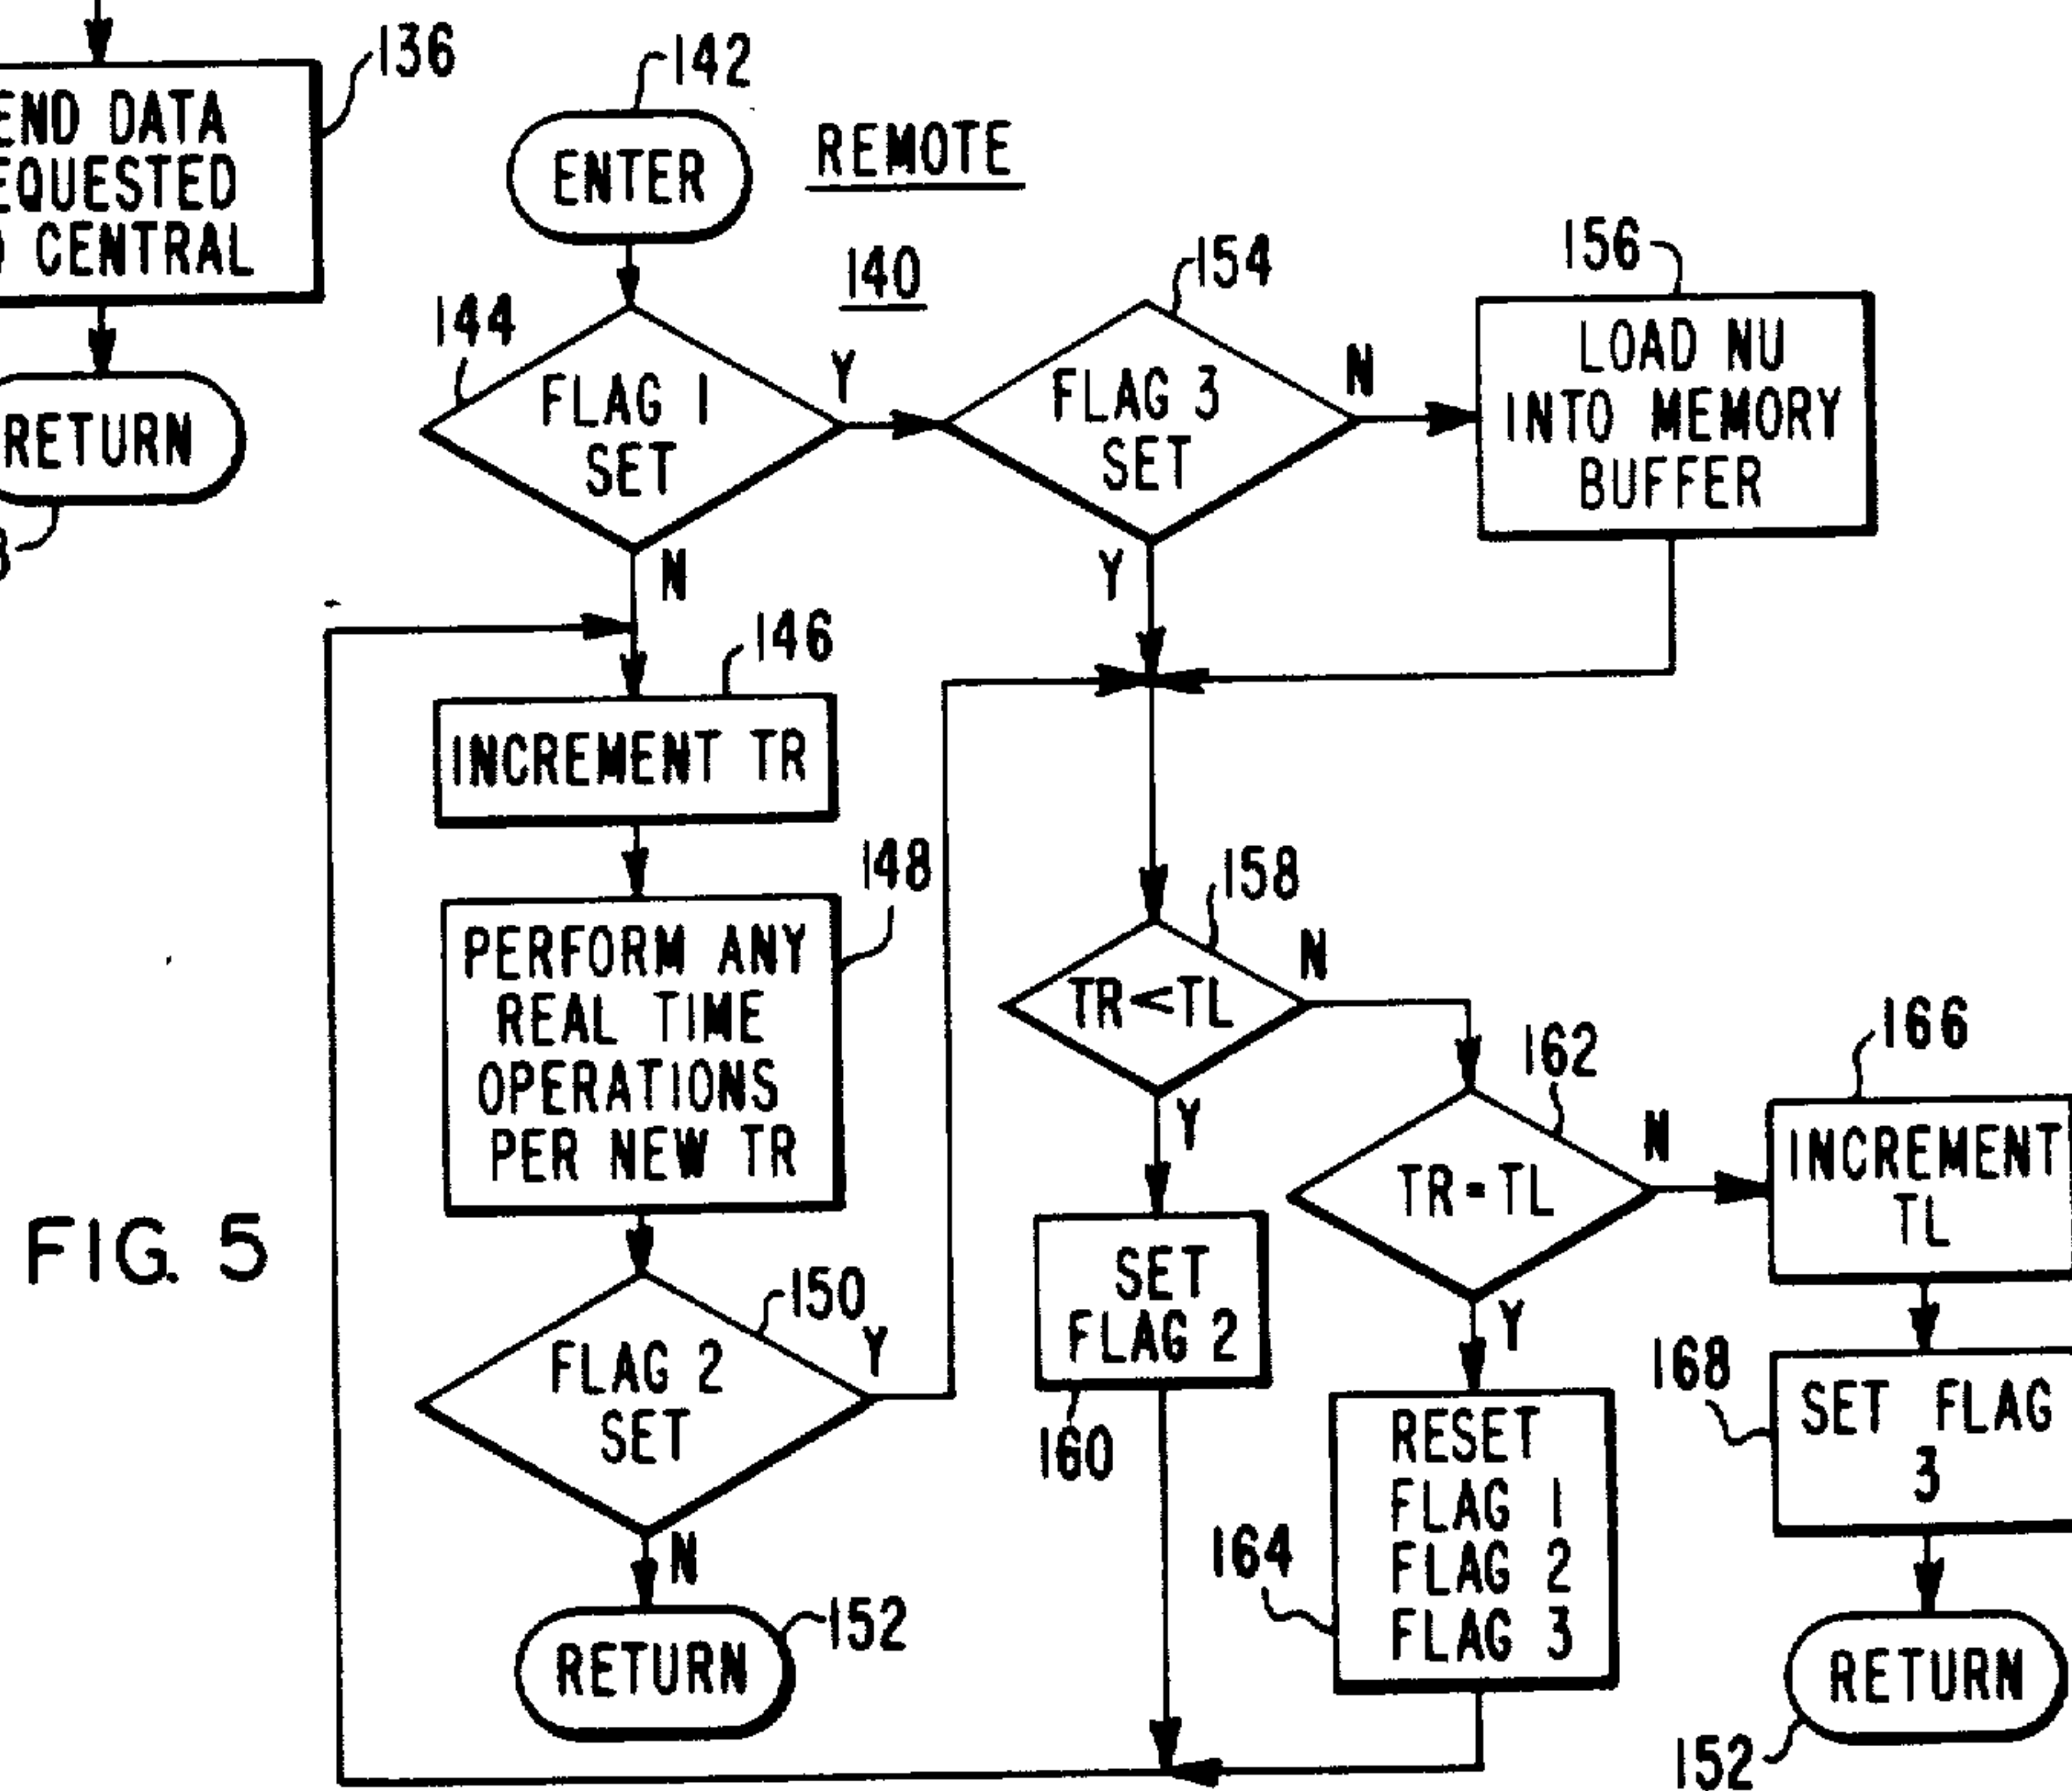 136
END DATA
EQUESTED
CENTRAL
RETURN
142
ENTER
REMOTE
140
144
FLAG 1
SET
Y
N
154
FLAG 3
SET
N
Y
156
LOAD NU
INTO MEMORY
BUFFER
146
INCREMENT TR
148
PERFORM ANY
REAL TIME
OPERATIONS
PER NEW TR
150
FLAG 2
SET
Y
N
RETURN
152
158
TR<TL
N
Y
SET
FLAG 2
160
162
TR=TL
N
Y
164
RESET
FLAG 1
FLAG 2
FLAG 3
166
INCREMENT
TL
168
SET FLAG
3
RETURN
152
FIG. 5